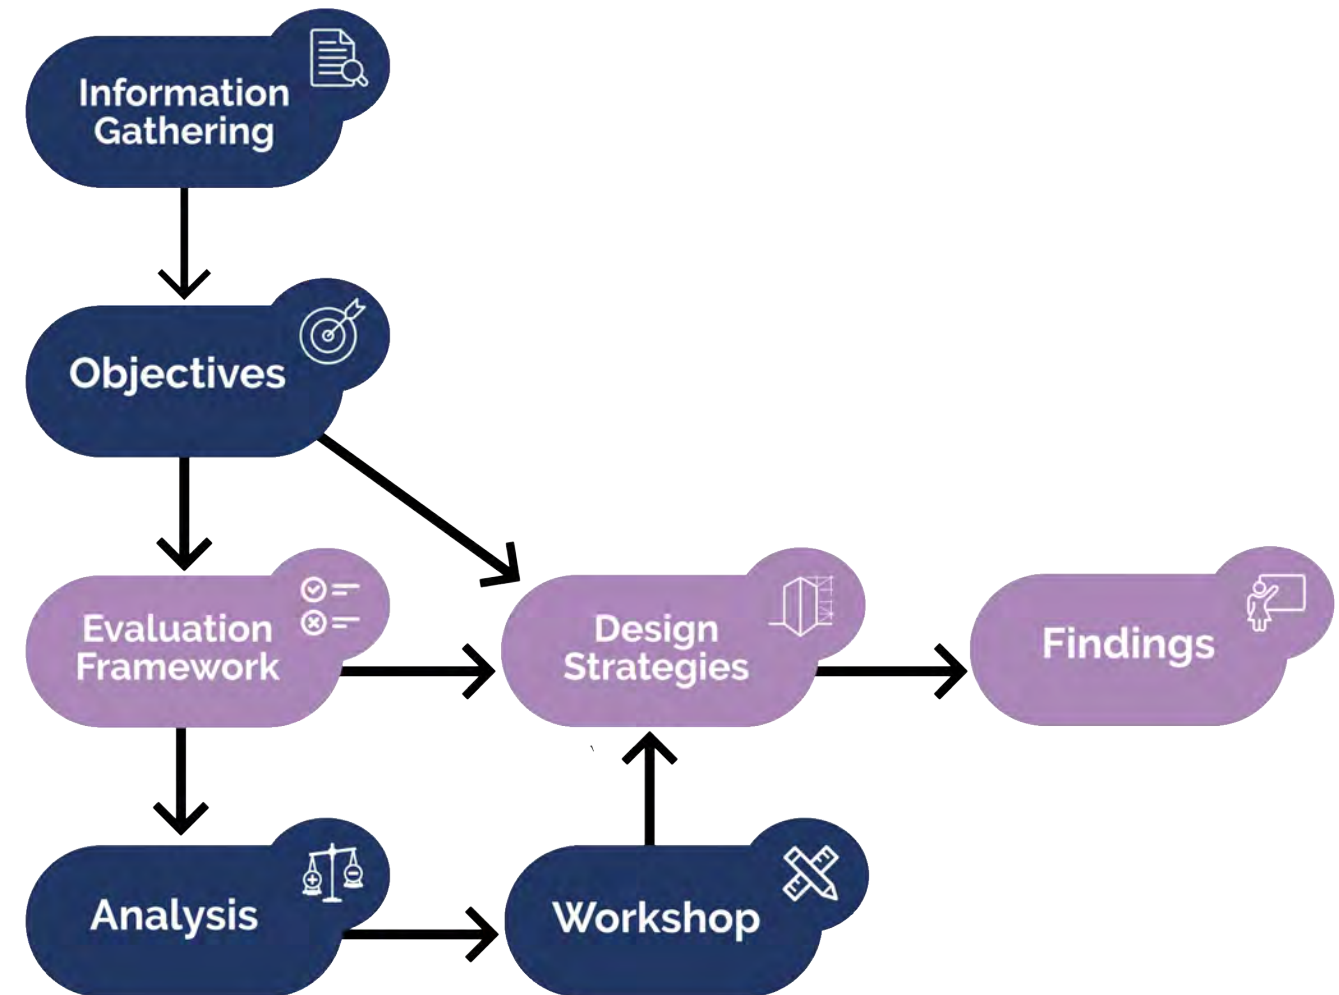 Information
Gathering
Objectives
Evaluation
Framework
Design
Strategies
Findings
Analysis
Workshop